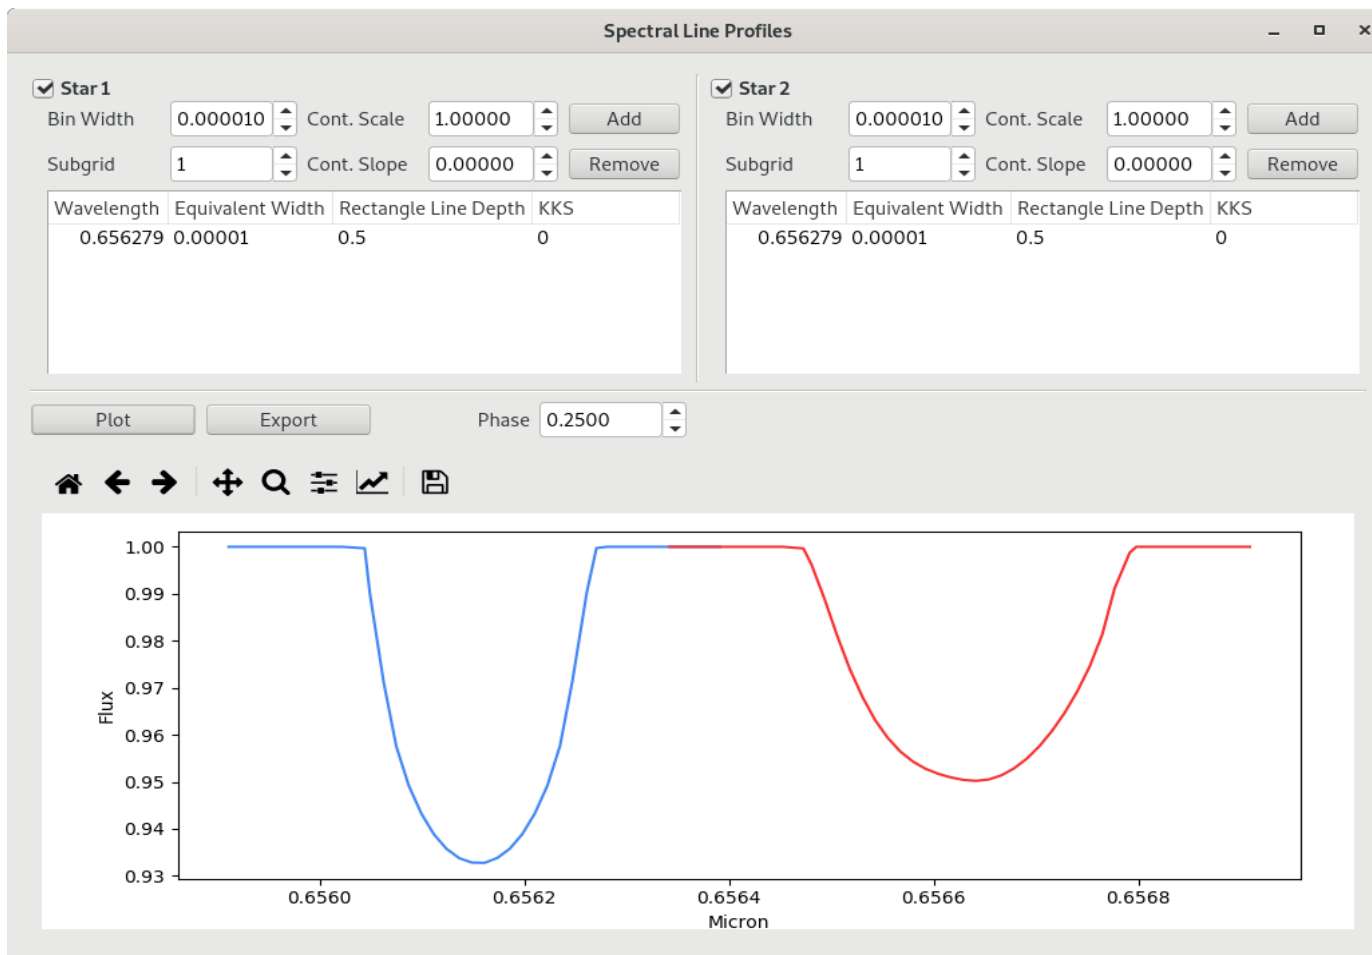 Spectral Line Profiles
Star 1
Bin Width 0.000010 Cont. Scale 1.00000 Add
Subgrid 1 Cont. Slope 0.00000 Remove
Wavelength Equivalent Width Rectangle Line Depth KKS
0.656279 0.00001 0.5 0
Star 2
Bin Width 0.000010 Cont. Scale 1.00000 Add
Subgrid 1 Cont. Slope 0.00000 Remove
Wavelength Equivalent Width Rectangle Line Depth KKS
0.656279 0.00001 0.5 0
Plot Export Phase 0.2500
1.00
0.99
0.98
0.97
0.96
0.95
0.94
0.93
Flux
0.6560 0.6562 0.6564 0.6566 0.6568
Micron